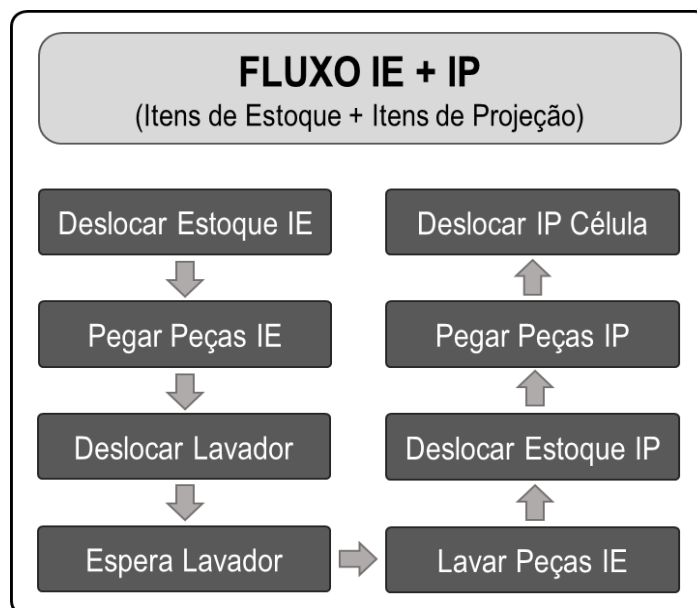 FLUXO IE + IP
(Itens de Estoque + Itens de Projeção)
Deslocar Estoque IE
Pegar Peças IE
Deslocar Lavador
Espera Lavador
Lavar Peças IE
Deslocar Estoque IP
Pegar Peças IP
Deslocar IP Célula